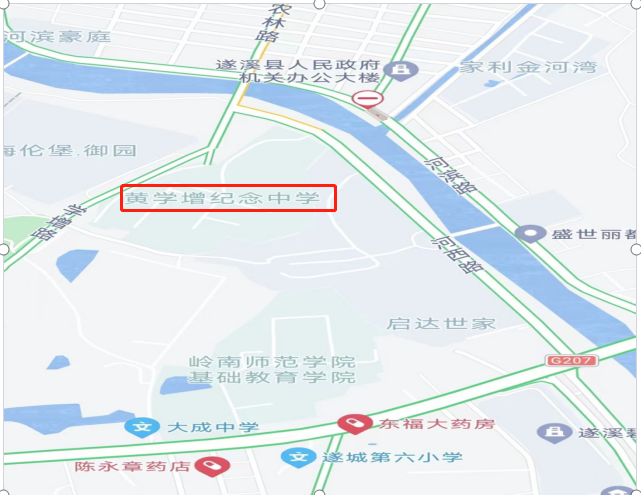 农林路
河滨豪庭
遂溪县人民政府
机关办公大楼
家利金河湾
海伦堡.御园
河滨路
黄学增纪念中学
学增路
盛世丽都
河西路
启达世家
G207
岭南师范学院
基础教育学院
大成中学
东福大药房
遂溪
陈永章药店
遂城第六小学